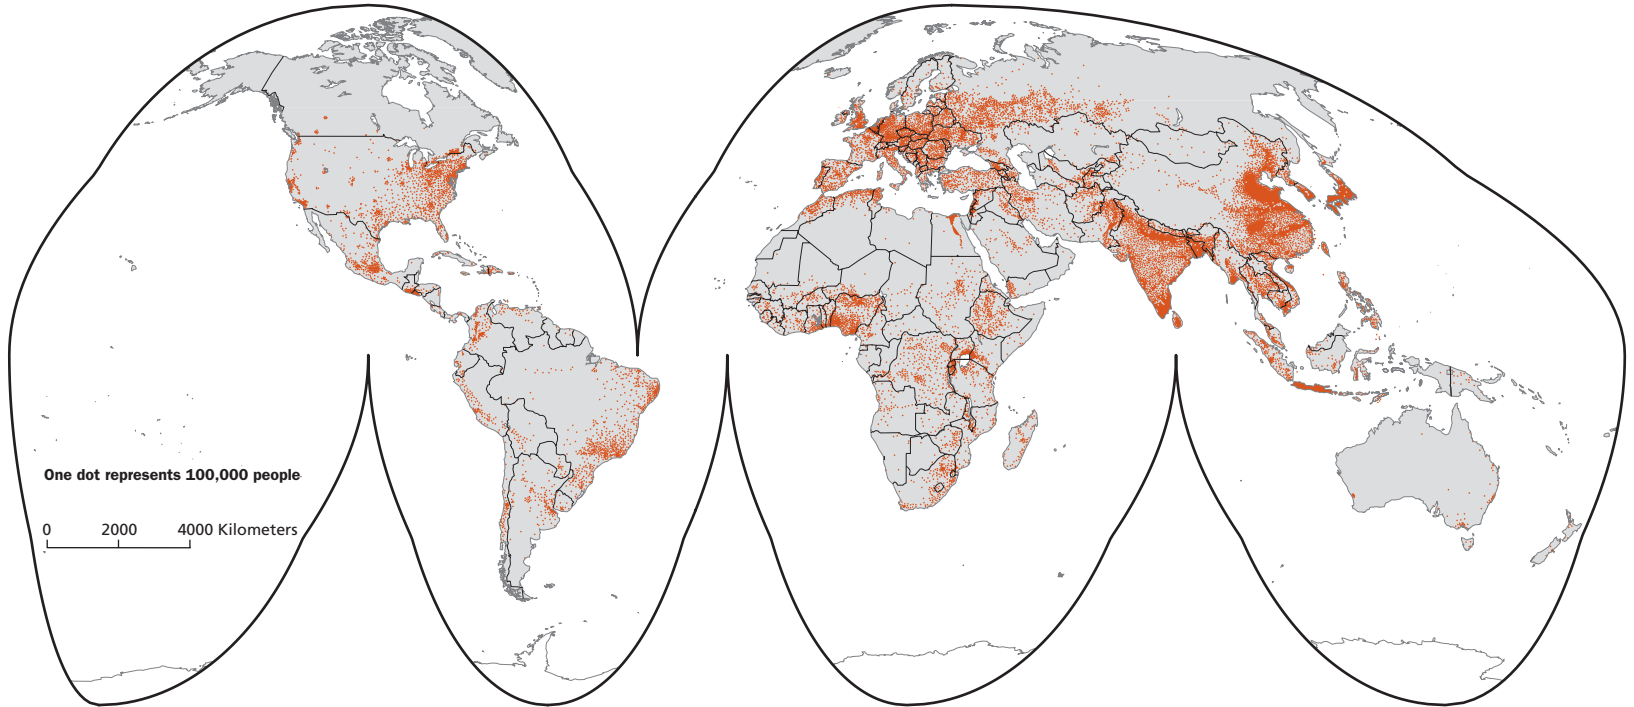 One dot represents 100,000 people
0 2000 4000 Kilometers